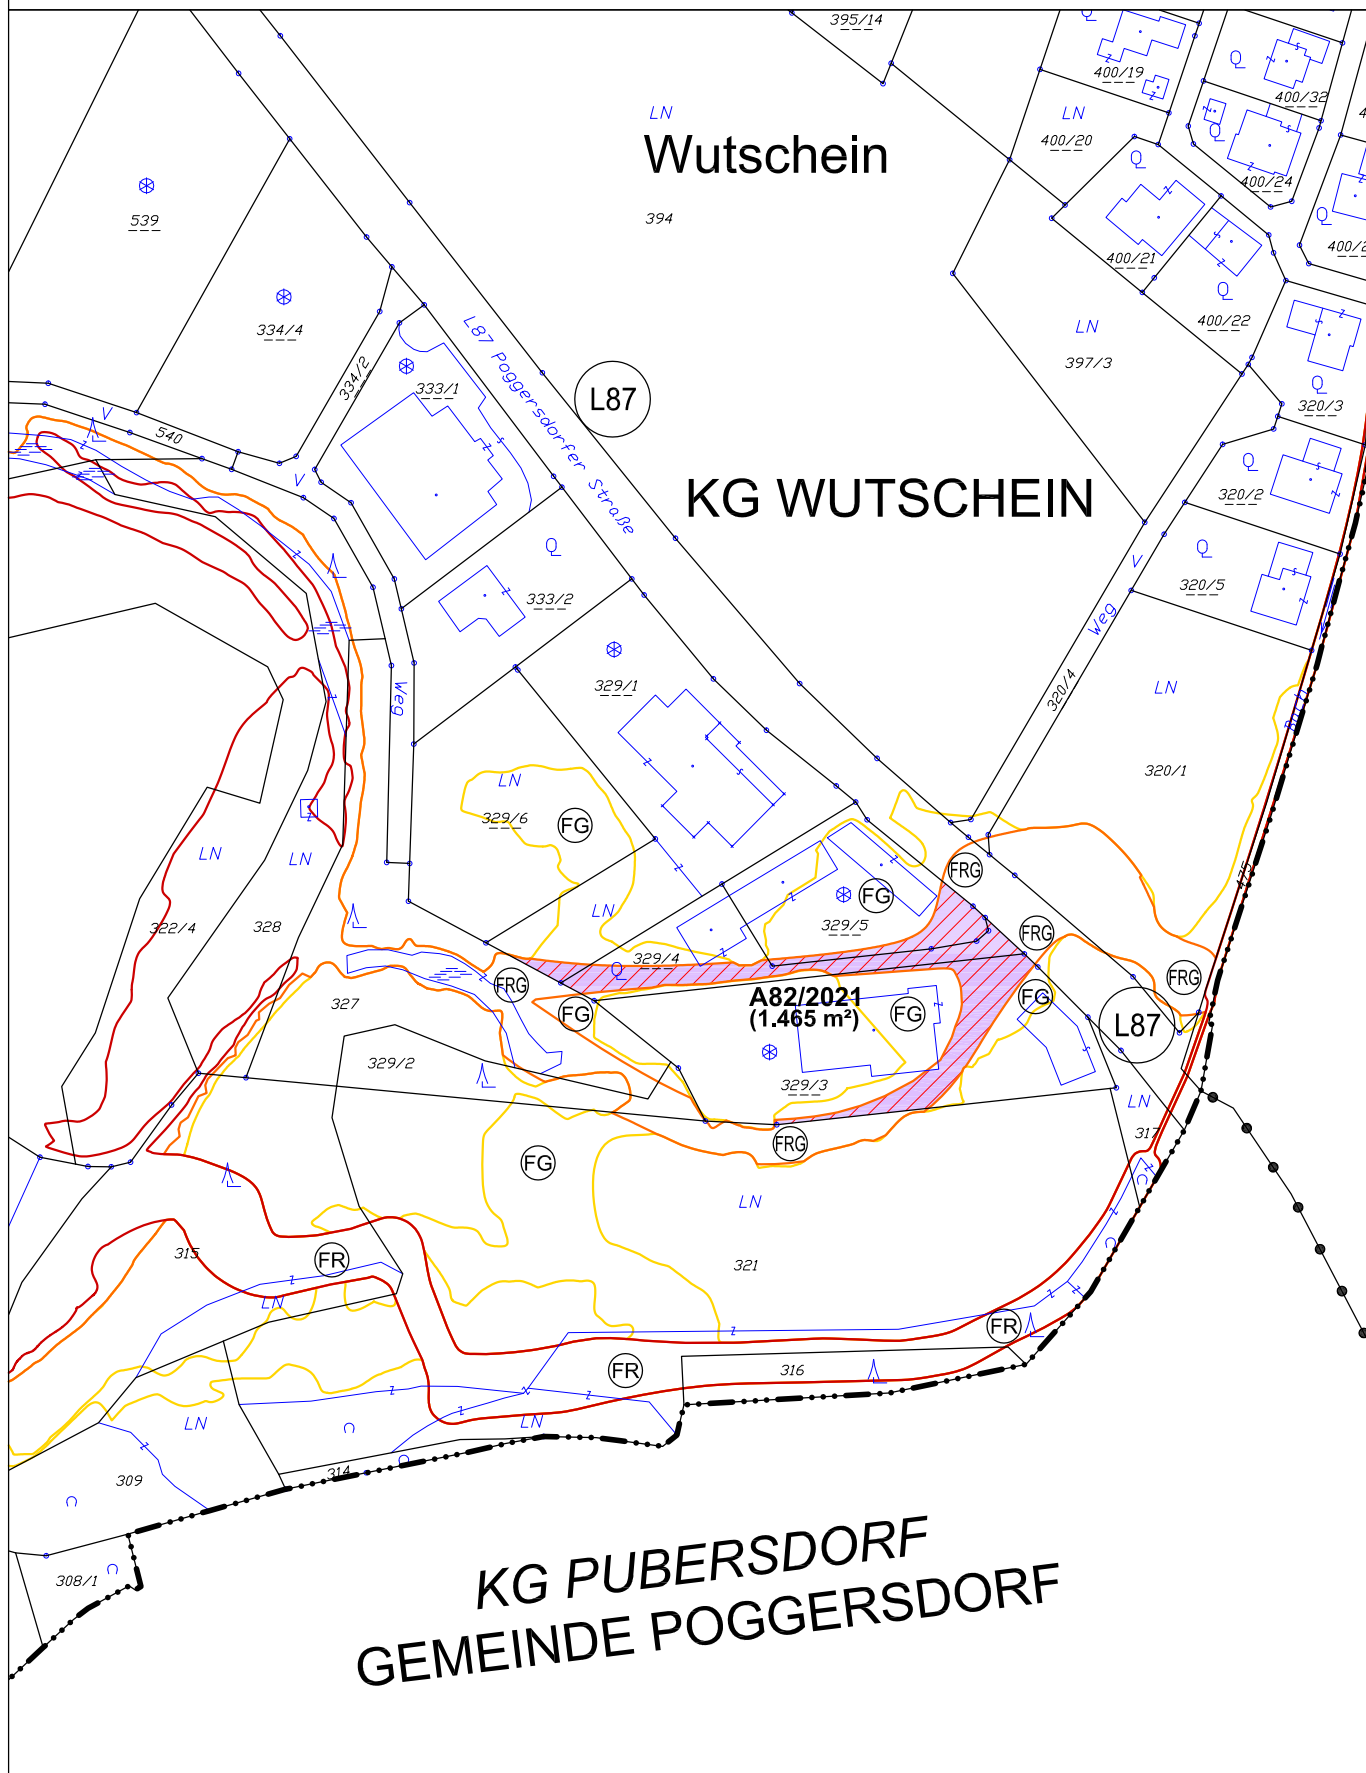 395/14
400/19
400/32
LN
LN
400/20
Q
Q
Wutschein
Q
Q
400/24
539
394
Q
400/21
Q
400/22
334/4
L87 Poggersdorfer Straße
LN
397/3
334/2
333/1
L87
Q
320/3
V
540
V
Q
320/2
KG WUTSCHEIN
Q
333/2
V
Q
320/5
Weg
329/1
Weg
320/4
LN
320/1
Bach
LN
329/6
FG
LN
LN
322/4
328
FRG
475
FG
329/5
LN
FRG
Q
329/4
FRG
FRG
327
FG
A82/2021
(1.465 m²)
FG
FG
L87
329/2
329/3
LN
317
FRG
FG
LN
315
FR
321
LN
FR
FR
316
LN
LN
309
314
308/1
KG PUBERSDORF
GEMEINDE POGGERSDORF